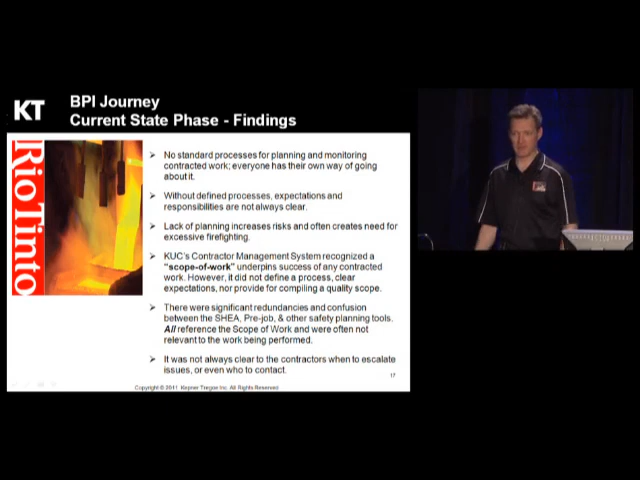 KT
BPI Journey
Current State Phase - Findings
RioTinto
No standard processes for planning and monitoring
contracted work; everyone has their own way of going
about it.
Without defined processes, expectations and
responsibilities are not always clear.
Lack of planning increases risks and often creates need for
excessive firefighting.
KUC's Contractor Management System recognized a
"scope-of-work" underpins success of any contracted
work. However, it did not define a process, clear
expectations, nor provide for compiling a quality scope.
There were significant redundancies and confusion
between the SHEA, Pre-job, & other safety planning tools.
All reference the Scope of Work and were often not
relevant to the work being performed.
It was not always clear to the contractors when to escalate
issues, or even who to contact.
17
Copyright © 2011 Kepner Tregoe Inc. All Rights Reserved